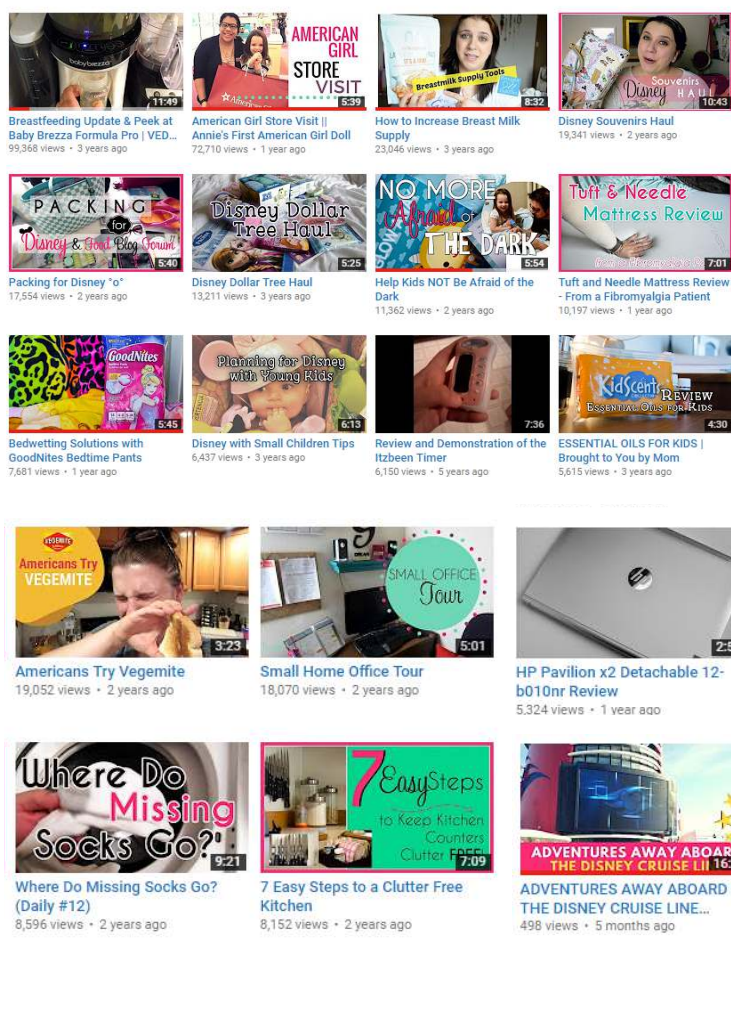 babybrezza
11:49
AMERICAN
GIRL
STORE
VISIT
American
5:39
Breastmilk Supply Tools
8:32
Souvenirs
Disney HAUL
10:43
Breastfeeding Update & Peek at
Baby Brezza Formula Pro | VED...
99,368 views • 3 years ago
American Girl Store Visit ||
Annie's First American Girl Doll
72,710 views • 1 year ago
How to Increase Breast Milk
Supply
23,046 views • 3 years ago
Disney Souvenirs Haul
19,341 views • 2 years ago
PACKING
for
Disney & Food Blog Forum!
5:40
Disney Dollar
Tree Haul
5:25
NO MORE
Afraid of
THE DARK
GLOW
5:54
Tuft & Needle
Mattress Review
7:01
Packing for Disney °o°
17,554 views • 2 years ago
Disney Dollar Tree Haul
13,211 views • 3 years ago
Help Kids NOT Be Afraid of the
Dark
11,362 views • 2 years ago
Tuft and Needle Mattress Review
- From a Fibromyalgia Patient
10,197 views • 1 year ago
GoodNites
5:45
Planning for Disney
with Young Kids
6:13
7:36
KidScents
REVIEW
ESSENTIAL OILS FOR KIDS
4:30
Bedwetting Solutions with
GoodNites Bedtime Pants
7,681 views • 1 year ago
Disney with Small Children Tips
6,437 views • 3 years ago
Review and Demonstration of the
Itzbeen Timer
6,150 views • 5 years ago
ESSENTIAL OILS FOR KIDS |
Brought to You by Mom
5,615 views • 3 years ago
VEGEMITE
Americans Try
VEGEMITE
3:23
SMALL OFFICE
Tour
5:01
hp
2:5
Americans Try Vegemite
19,052 views • 2 years ago
Small Home Office Tour
18,070 views • 2 years ago
HP Pavilion x2 Detachable 12-
b010nr Review
5,324 views • 1 year ago
Where Do
Missing
Socks Go?
9:21
7 Easy Steps
to Keep Kitchen
Counters
Clutter FREE!
7:09
ADVENTURES AWAY ABOAR
THE DISNEY CRUISE LI
16:
Where Do Missing Socks Go?
(Daily #12)
8,596 views • 2 years ago
7 Easy Steps to a Clutter Free
Kitchen
8,152 views • 2 years ago
ADVENTURES AWAY ABOARD
THE DISNEY CRUISE LINE...
498 views • 5 months ago